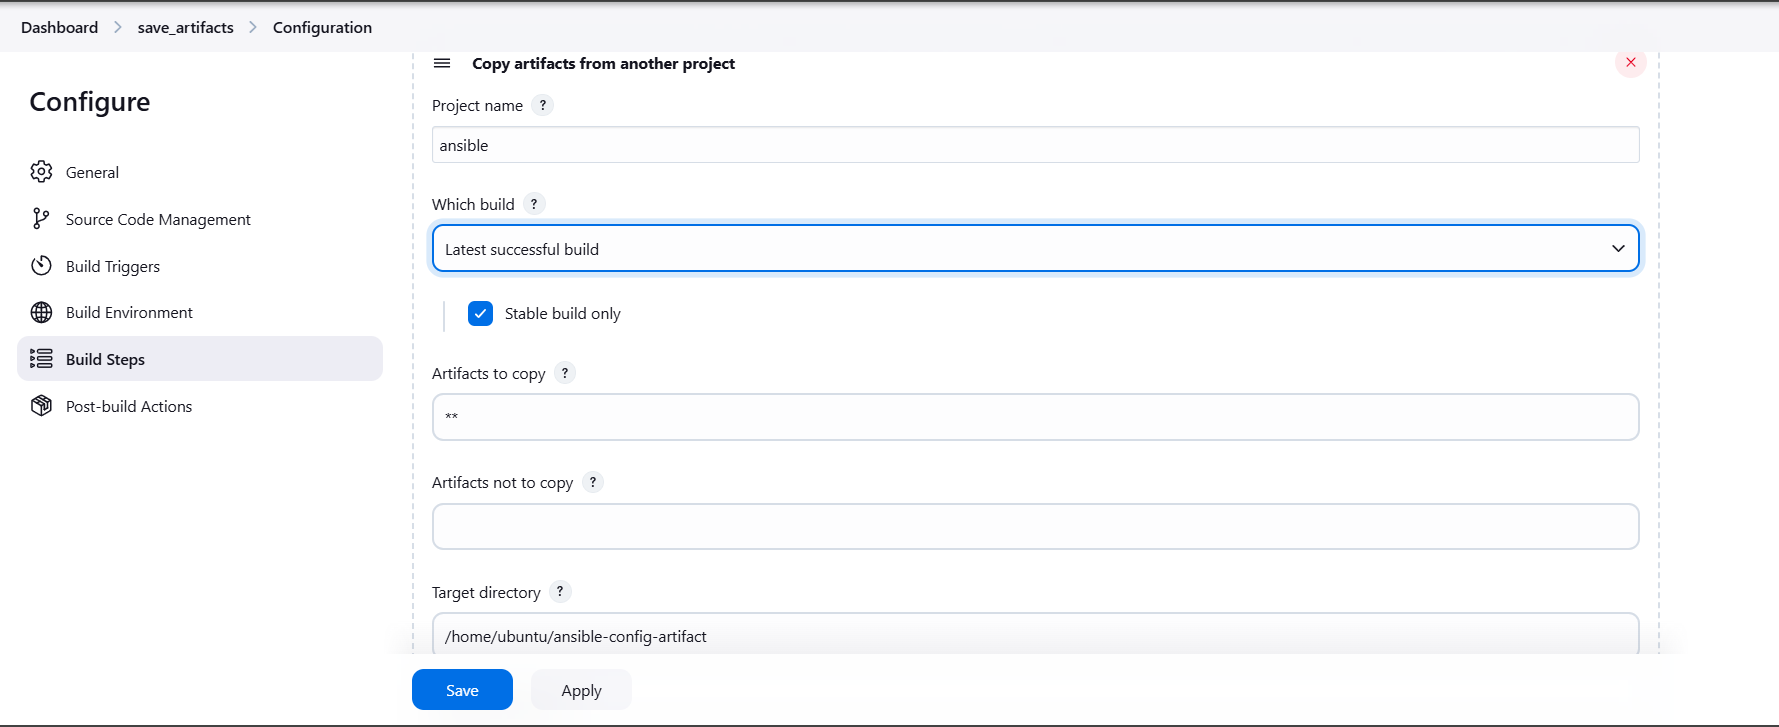 Dashboard > save_artifacts > Configuration
Configure
General
Source Code Management
Build Triggers
Build Environment
Build Steps
Post-build Actions
Copy artifacts from another project
Project name ?
ansible
Which build ?
Latest successful build
Stable build only
Artifacts to copy ?
**
Artifacts not to copy ?
Target directory ?
/home/ubuntu/ansible-config-artifact
Save Apply